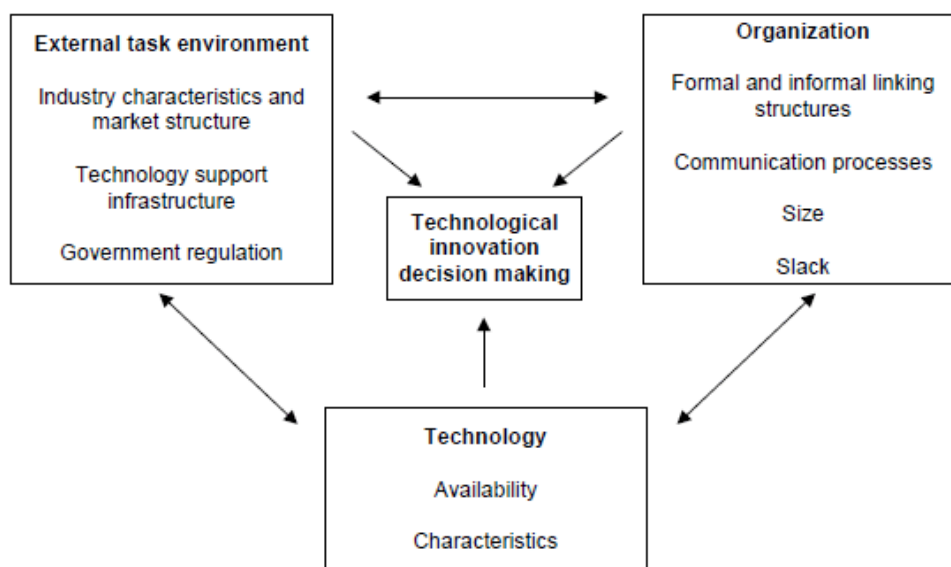 External task environment
Industry characteristics and
market structure
Technology support
infrastructure
Government regulation
Organization
Formal and informal linking
structures
Communication processes
Size
Slack
Technological
innovation
decision making
Technology
Availability
Characteristics